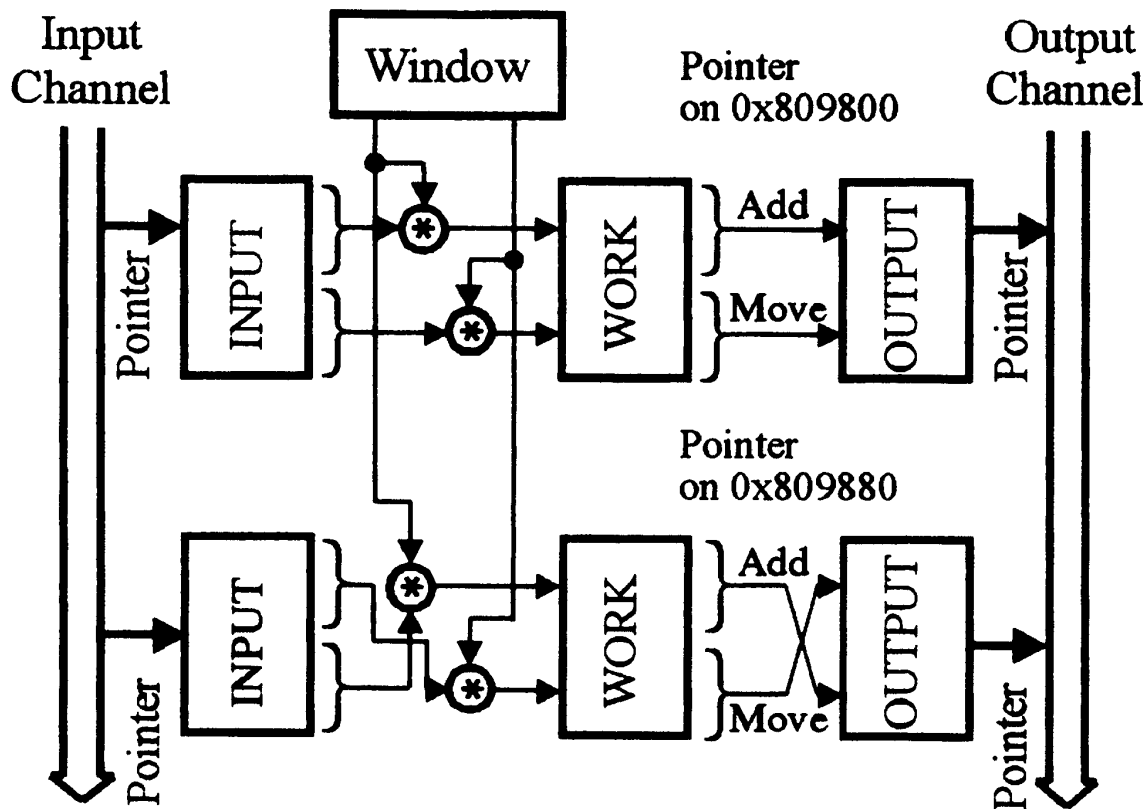 Input
Channel
Window
Pointer
on 0x809800
Output
Channel
Pointer
INPUT
*
*
WORK
Add
Move
OUTPUT
Pointer
Pointer
on 0x809880
Pointer
INPUT
*
*
WORK
Add
Move
OUTPUT
Pointer